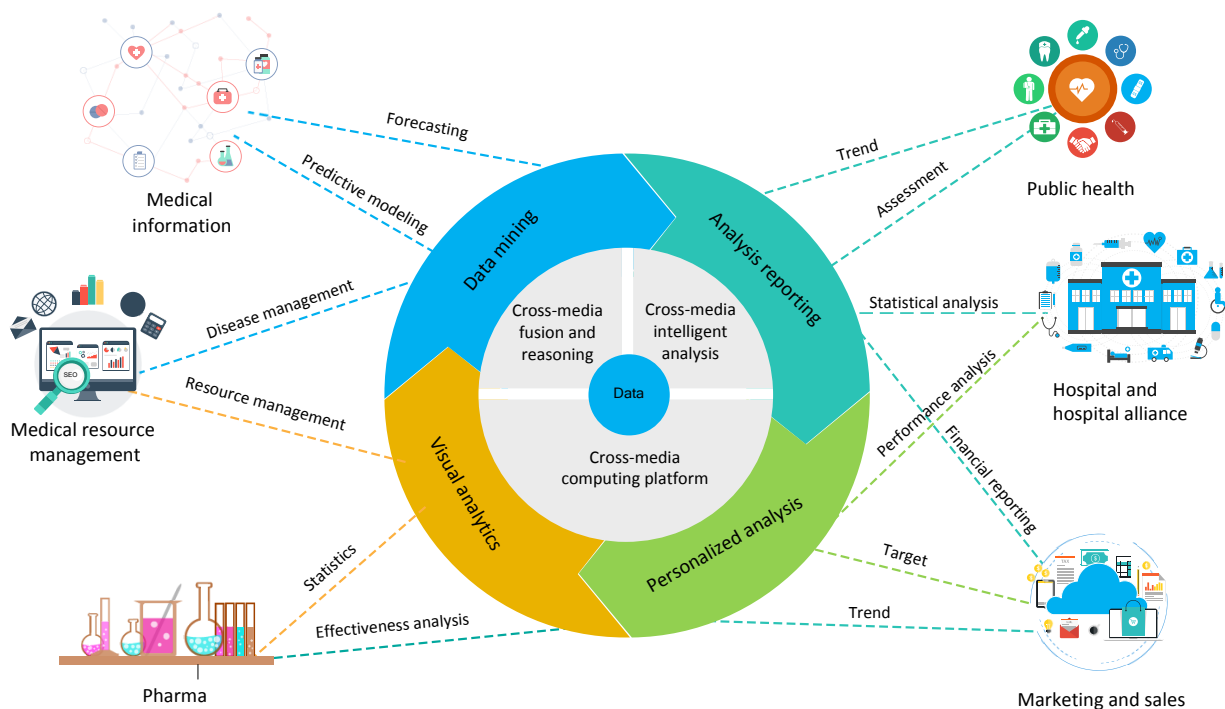 Medical
information
Forecasting
Predictive modeling
Trend
Assessment
Public health
Data mining
Analysis reporting
Cross-media
fusion and
reasoning
Cross-media
intelligent
analysis
Data
Cross-media
computing platform
Visual analytics
Personalized analysis
SEO
Medical resource
management
Disease management
Resource management
Statistical analysis
Performance analysis
Financial reporting
Hospital and
hospital alliance
Statistics
Effectiveness analysis
Pharma
Target
Trend
TAX
Marketing and sales